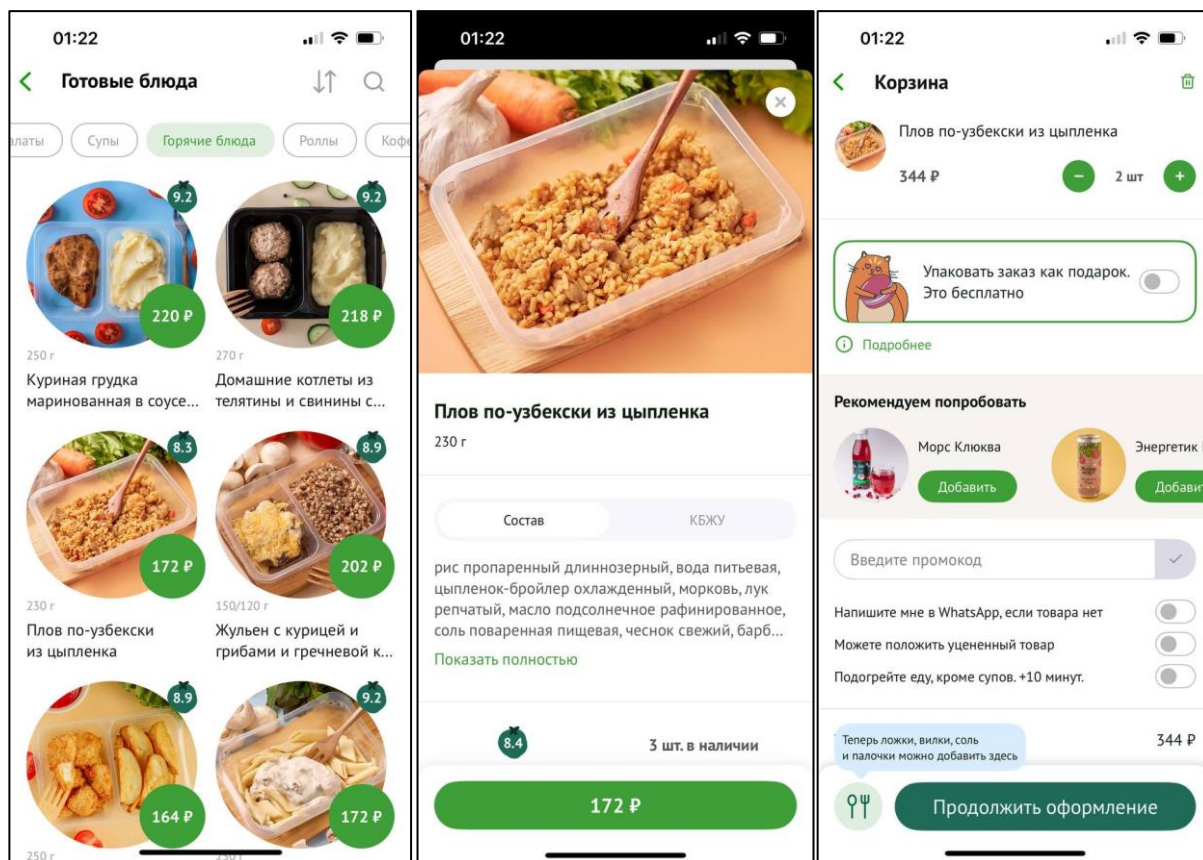 01:22
Готовые блюда
Супы
Горячие блюда
Роллы
9.2
9.2
220 ₽
218 ₽
250 г
270 г
Куриная грудка
маринованная в соусе...
Домашние котлеты из
телятины и свинины с...
8.3
8.9
172 ₽
202 ₽
230 г
150/120 г
Плов по-узбекски
из цыпленка
Жульен с курицей и
грибами и гречневой к...
8.9
9.2
164 ₽
172 ₽
250 г
01:22
Плов по-узбекски из цыпленка
230 г
Состав
КБЖУ
рис пропаренный длиннозерный, вода питьевая,
цыпленок-бройлер охлажденный, морковь, лук
репчатый, масло подсолнечное рафинированное,
соль поваренная пищевая, чеснок свежий, барб...
Показать полностью
8.4
3 шт. в наличии
172 ₽
01:22
Корзина
Плов по-узбекски из цыпленка
344 ₽
2 шт
Упаковать заказ как подарок.
Это бесплатно
Подробнее
Рекомендуем попробовать
Морс Клюква
Добавить
Энергетик
Добавит
Введите промокод
Напишите мне в WhatsApp, если товара нет
Можете положить уцененный товар
Подогрейте еду, кроме супов. +10 минут.
Теперь ложки, вилки, соль
и палочки можно добавить здесь
344 ₽
Продолжить оформление